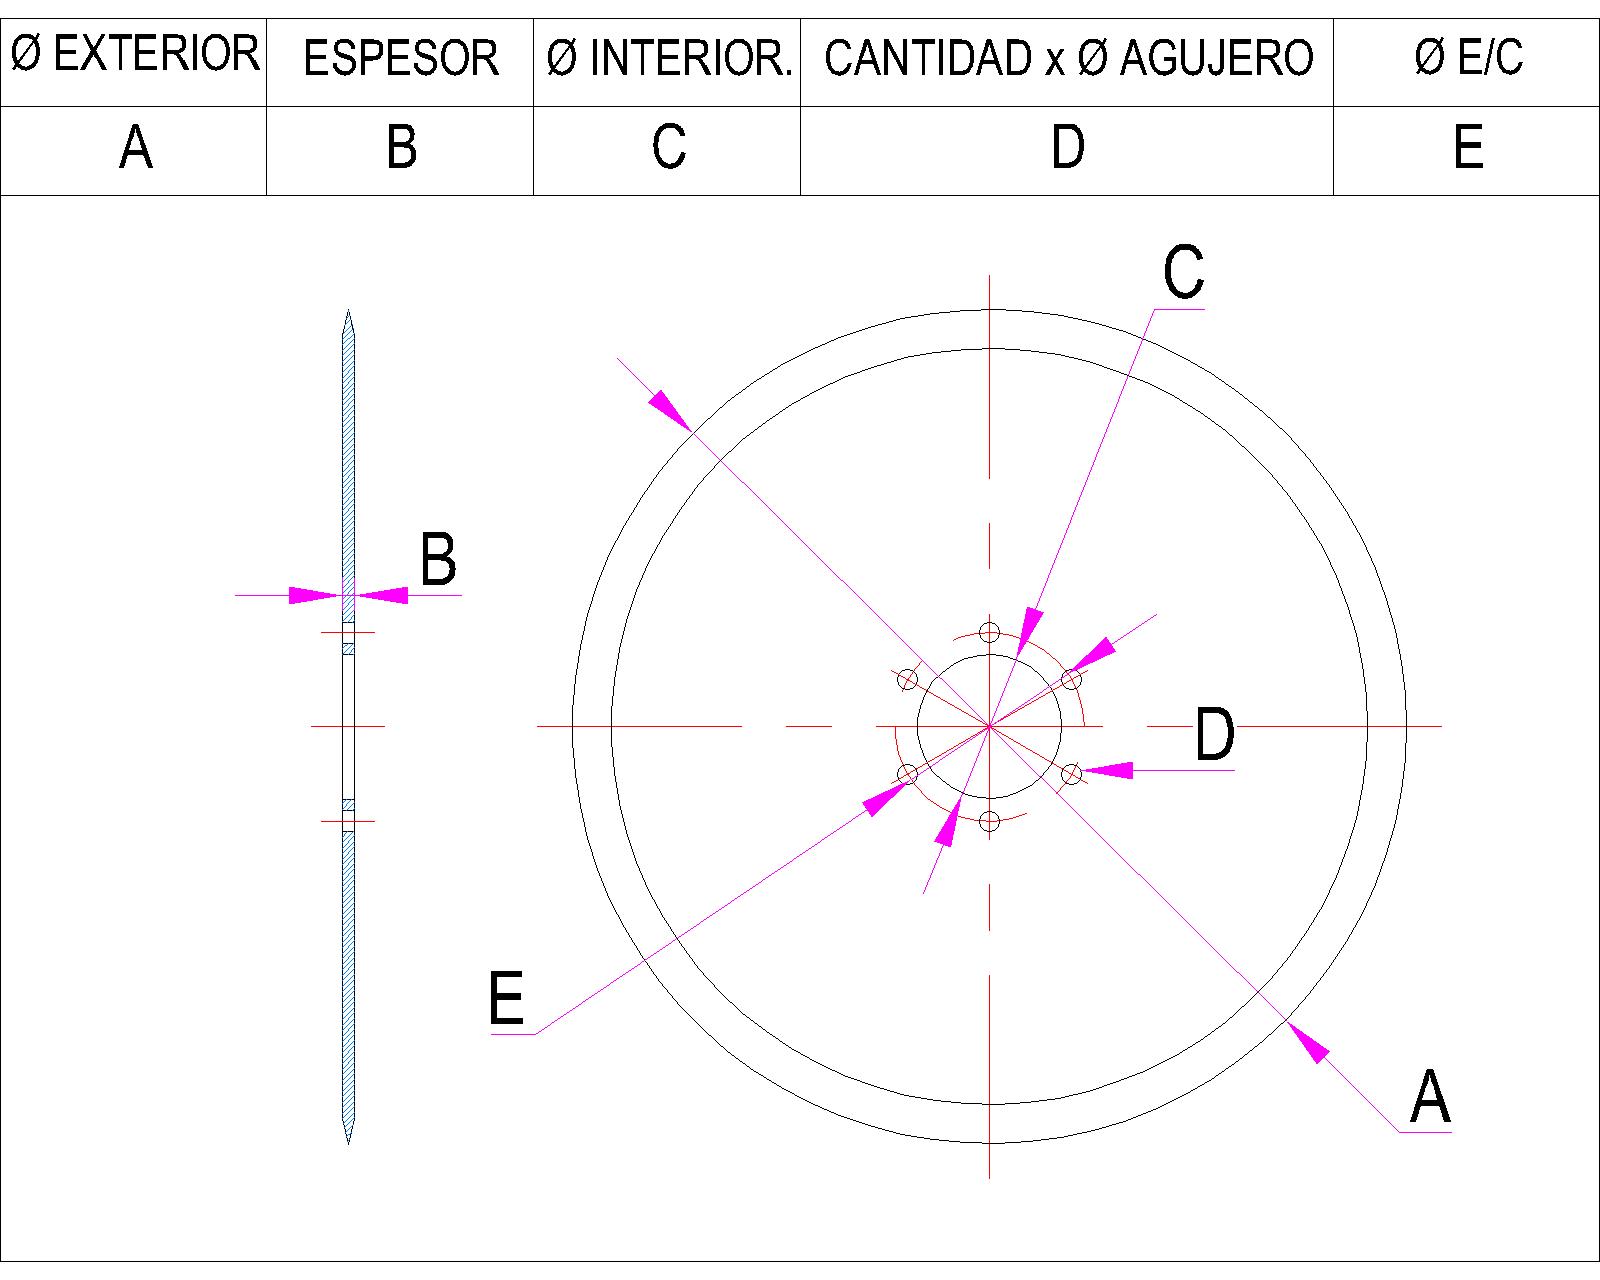 Ø EXTERIOR ESPESOR Ø INTERIOR. CANTIDAD x Ø AGUJERO Ø E/C
A B C D E
C
B
D
E
A